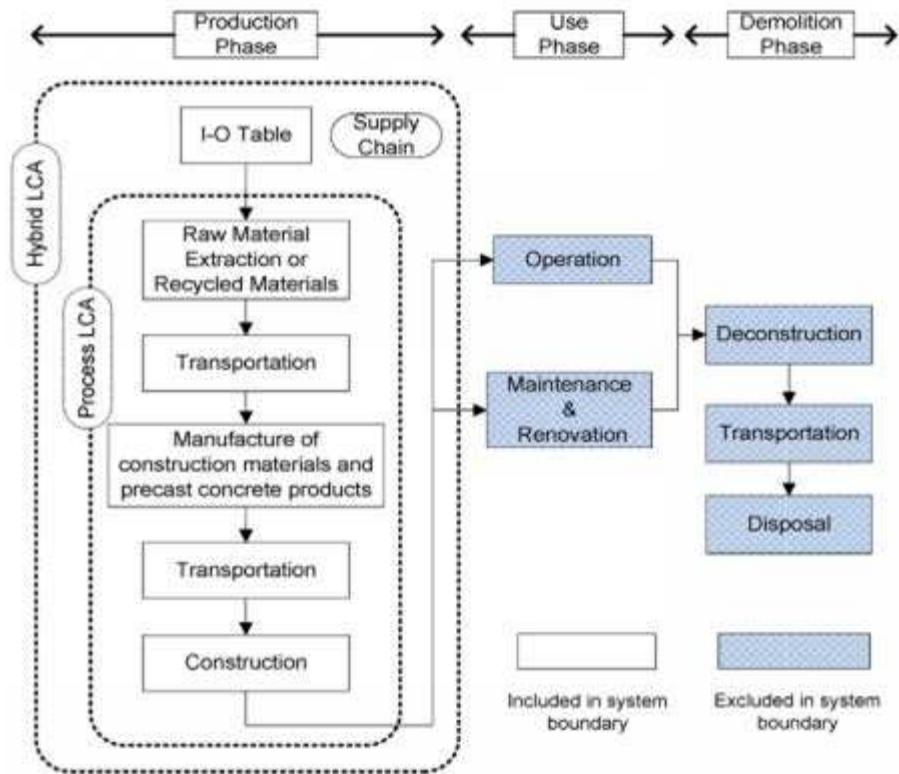 Production
Phase
Use
Phase
Demolition
Phase
I-O Table
Supply
Chain
Hybrid LCA
Process LCA
Raw Material
Extraction or
Recycled Materials
Transportation
Manufacture of
construction materials and
precast concrete products
Transportation
Construction
Operation
Maintenance
&
Renovation
Deconstruction
Transportation
Disposal
Included in system
boundary
Excluded in system
boundary